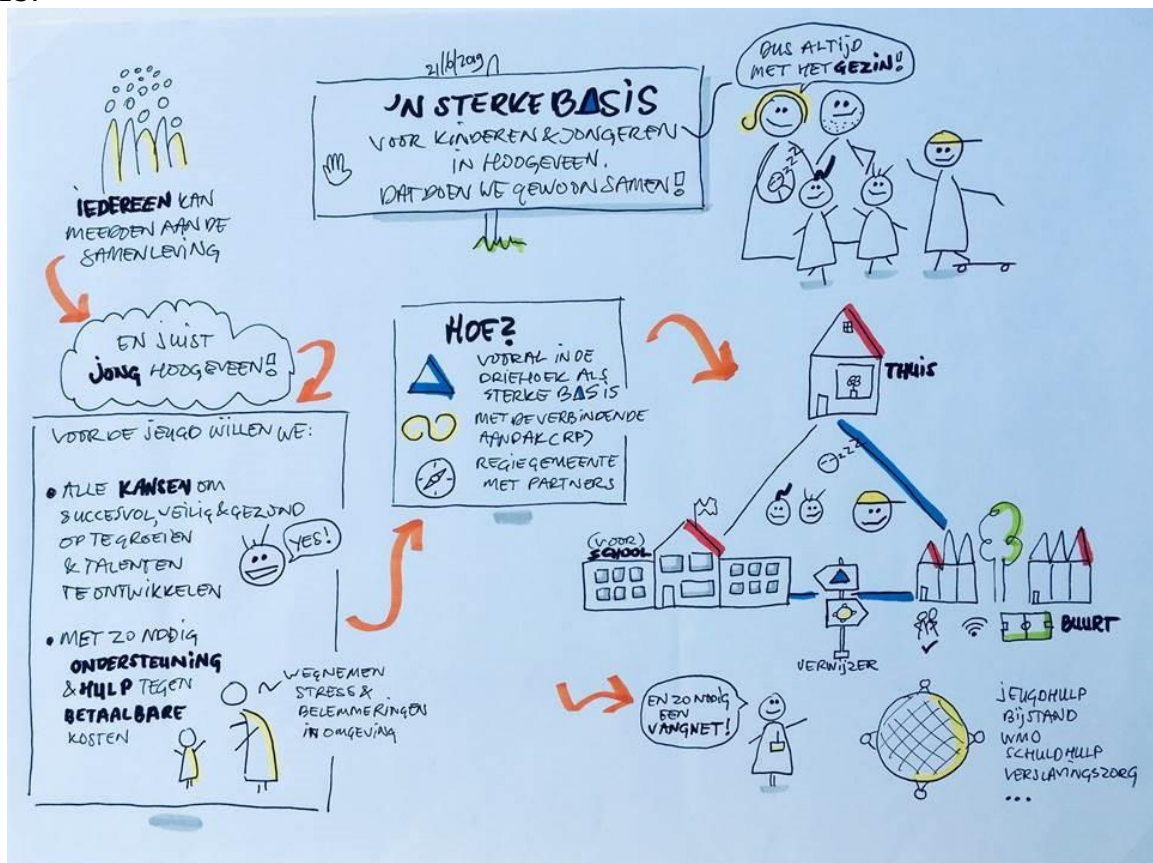 21/6/2019
'N STERKE BASIS
VOOR KINDEREN & JONGEREN
IN HOOGEVEEN.
DAT DOEN WE GEWOON SAMEN!
DUS ALTIJD
MET HET GEZIN!
IEDEREEN KAN
MEEDOEN AAN DE
SAMENLEVING
EN JUIST
JONG HOOGEVEEN!
VOOR DE JEUGD WILLEN WE:
• ALLE KANSEN OM
SUCCESVOL, VEILIG & GEZOND
OP TE GROEIEN
& TALENTEN
TE ONTWIKKELEN
YES!
• MET ZO NODIG
ONDERSTEUNING
& HULP TEGEN
BETAALBARE
KOSTEN
WEGNEMEN
STRESS &
BELEMMERINGEN
IN OMGEVING
HOE?
VOORAL IN DE
DRIEHOEK ALS
STERKE BASIS
MET DE VERBINDENDE
AANPAK (RP)
REGIEGEMEENTE
MET PARTNERS
THUIS
zzz
zzz
(VOOR)
SCHOOL
VERWIJZER
BUURT
EN ZO NODIG
EEN
VANGNET!
JEUGDHULP
BIJSTAND
WMO
SCHULDHULP
VERSLAVINGSZORG
...